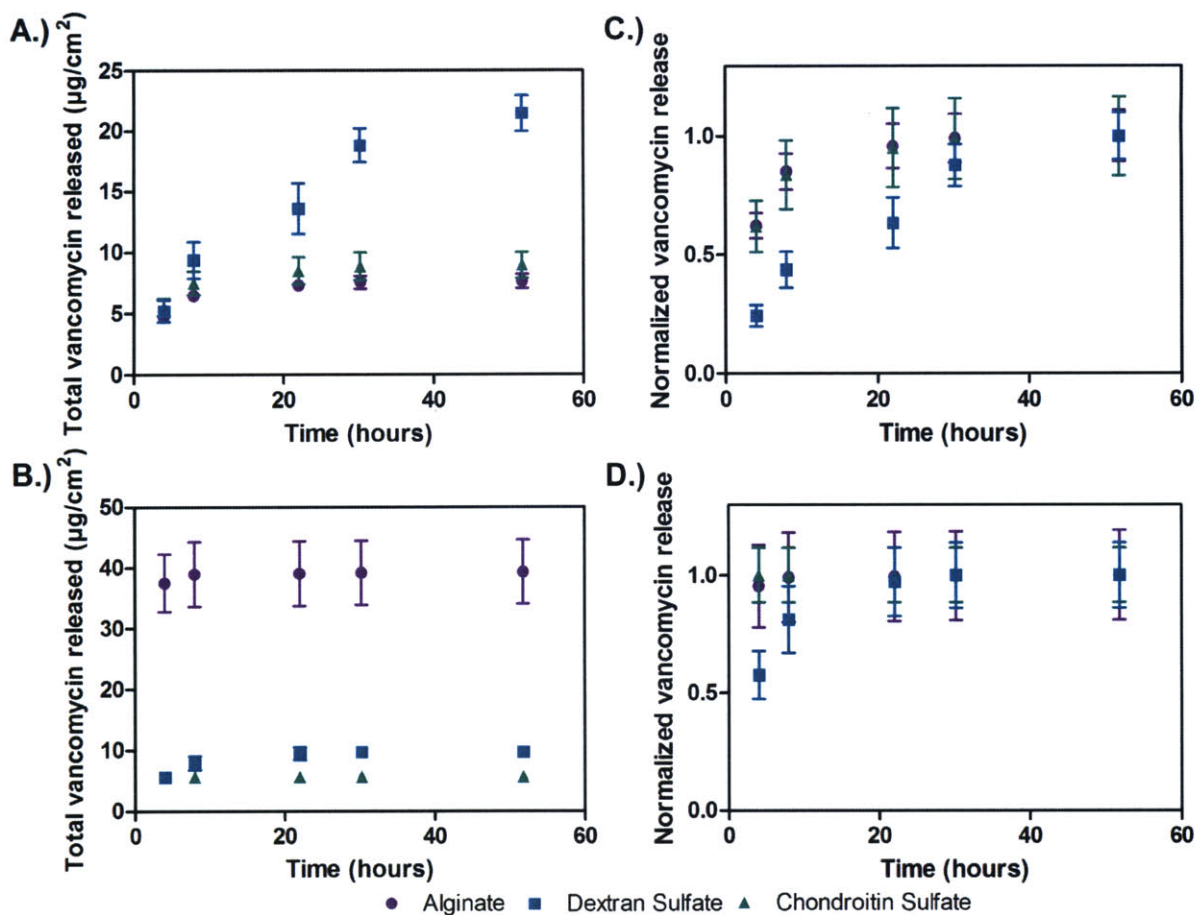 A.)
Total vancomycin released (µg/cm²)
25
20
15
10
5
0
0 20 40 60
Time (hours)
C.)
Normalized vancomycin release
1.0
0.5
0.0
0 20 40 60
Time (hours)
B.)
Total vancomycin released (µg/cm²)
50
40
30
20
10
0
0 20 40 60
Time (hours)
D.)
Normalized vancomycin release
1.0
0.5
0.0
0 20 40 60
Time (hours)
Alginate Dextran Sulfate Chondroitin Sulfate